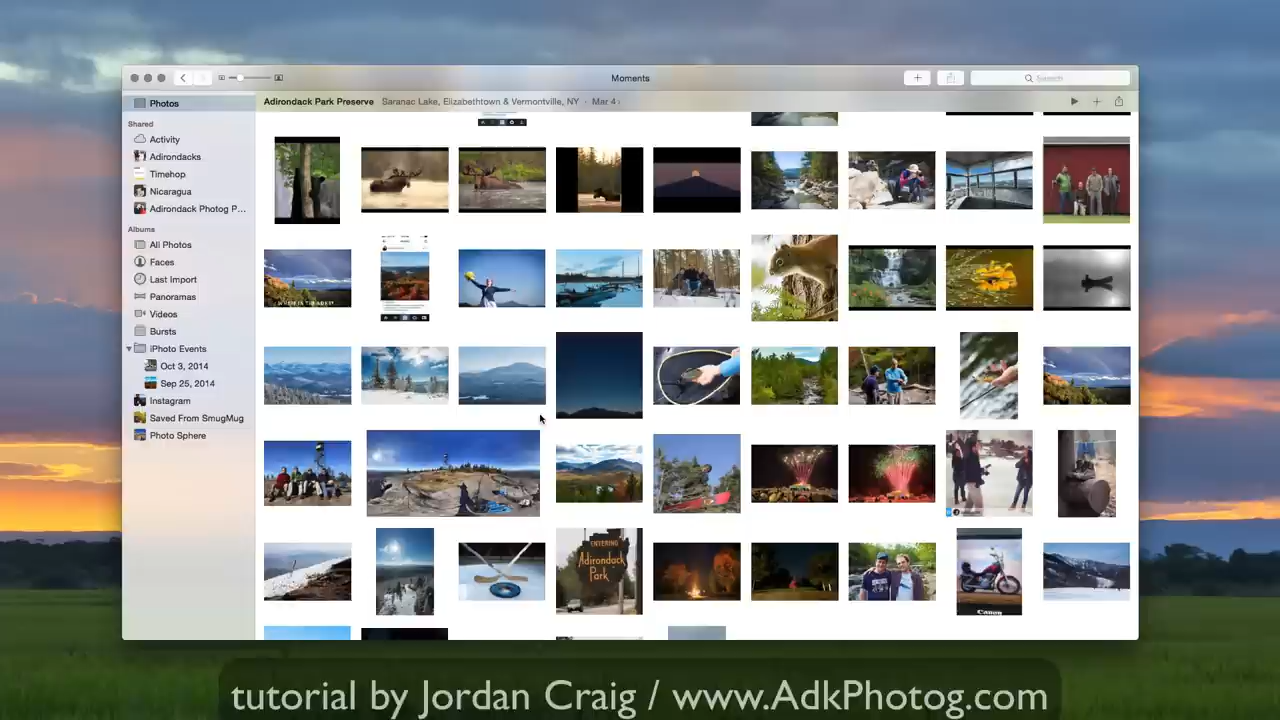 Moments
Search
Photos
Adirondack Park Preserve Saranac Lake, Elizabethtown & Vermontville, NY · Mar 4 ›
Shared
Activity
Adirondacks
Timehop
Nicaragua
Adirondack Photog P...
Albums
All Photos
Faces
Last Import
Panoramas
Videos
Bursts
iPhoto Events
Oct 3, 2014
Sep 25, 2014
Instagram
Saved From SmugMug
Photo Sphere
ENTERING
Adirondack
Park
Canon
tutorial by Jordan Craig / www.AdkPhotog.com